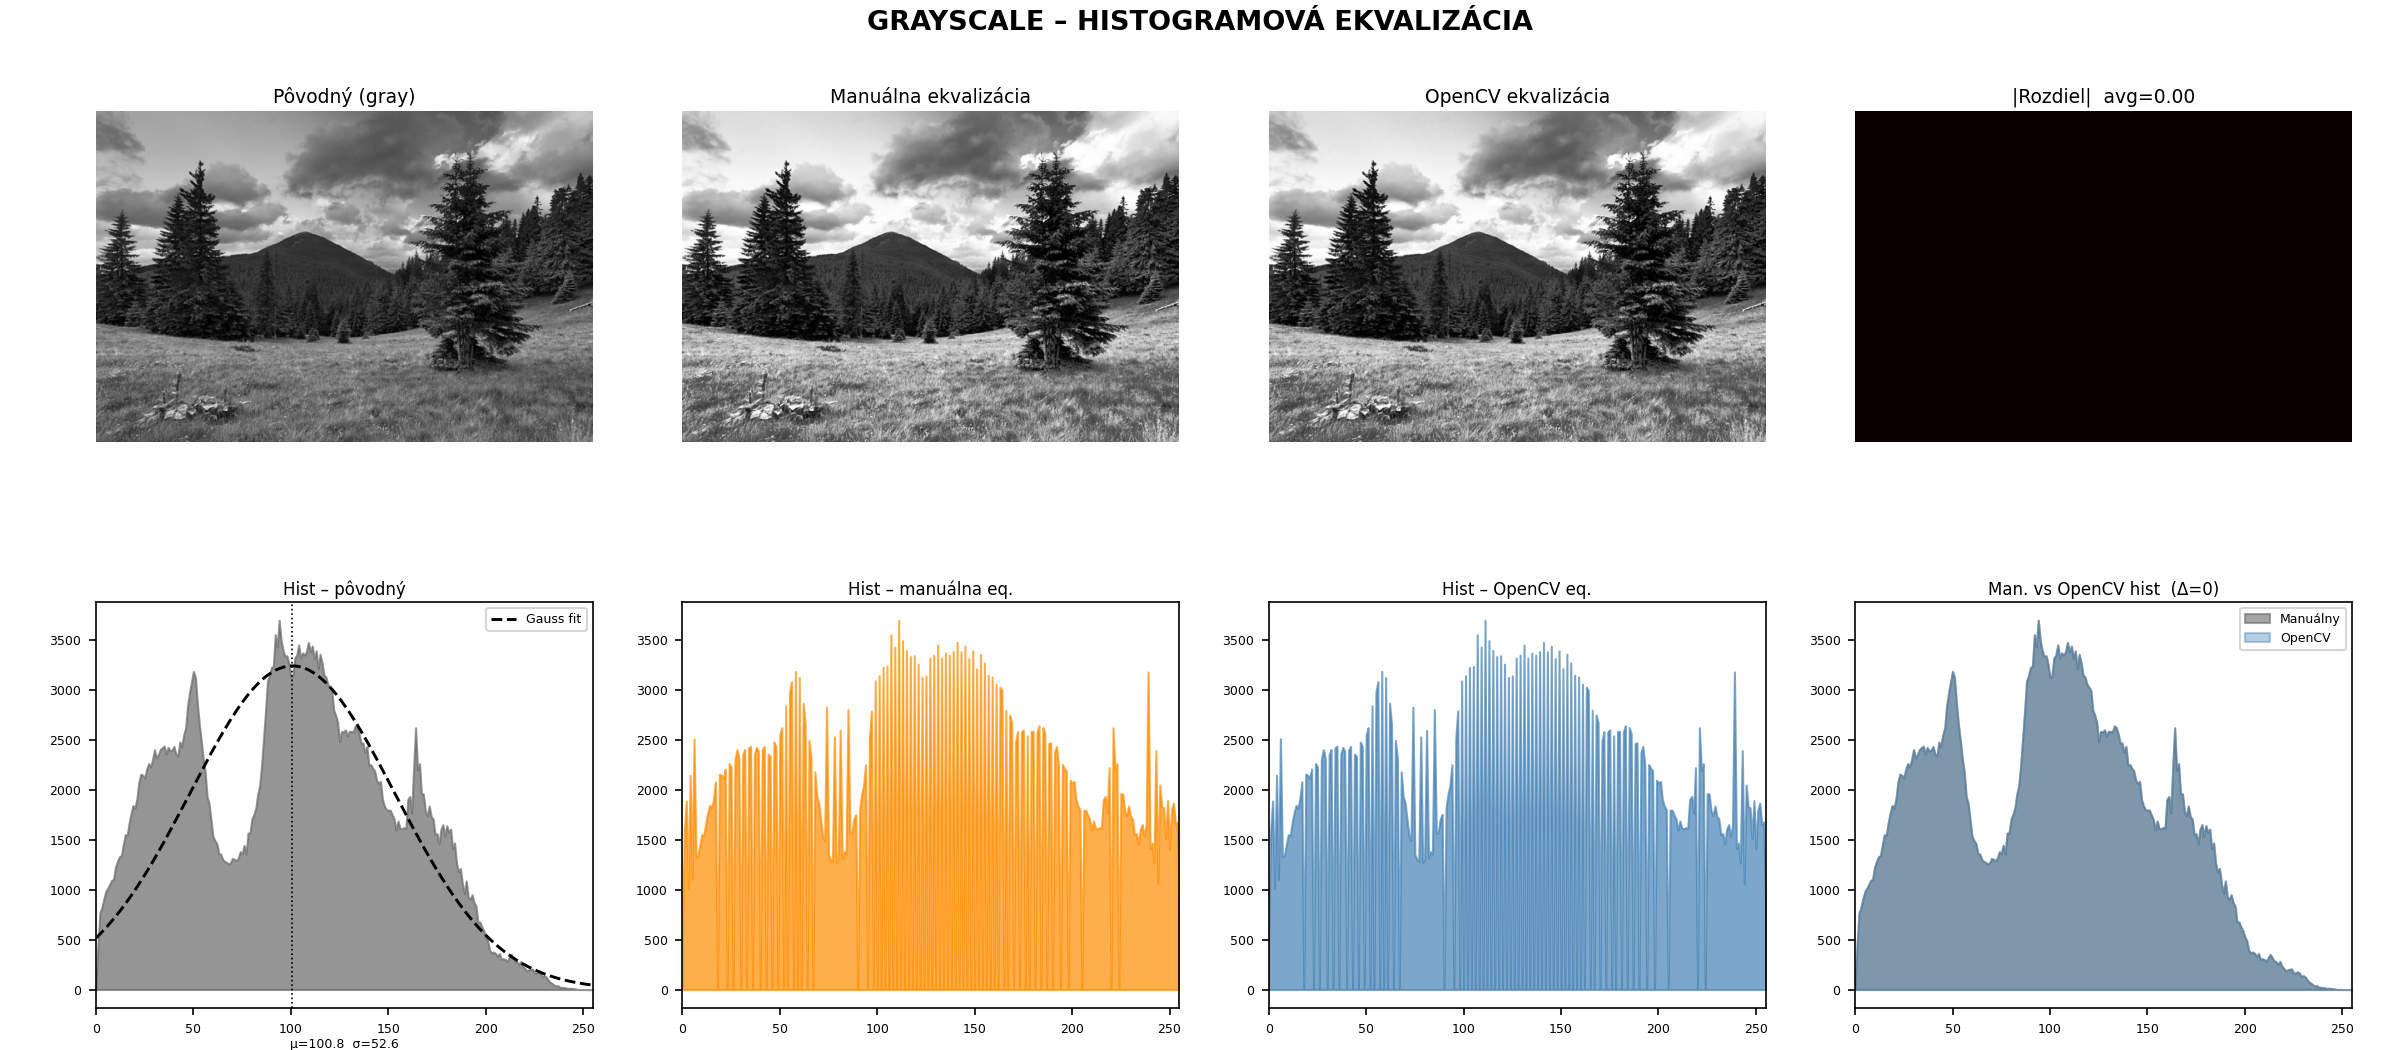 GRAYSCALE – HISTOGRAMOVÁ EKVALIZÁCIA
Pôvodný (gray)
Manuálna ekvalizácia
OpenCV ekvalizácia
|Rozdiel|  avg=0.00
Hist – pôvodný
Gauss fit
3500
3000
2500
2000
1500
1000
500
0
0 50 100 150 200 250
μ=100.8  σ=52.6
Hist – manuálna eq.
3500
3000
2500
2000
1500
1000
500
0
0 50 100 150 200 250
Hist – OpenCV eq.
3500
3000
2500
2000
1500
1000
500
0
0 50 100 150 200 250
Man. vs OpenCV hist  (Δ=0)
Manuálny
OpenCV
3500
3000
2500
2000
1500
1000
500
0
0 50 100 150 200 250